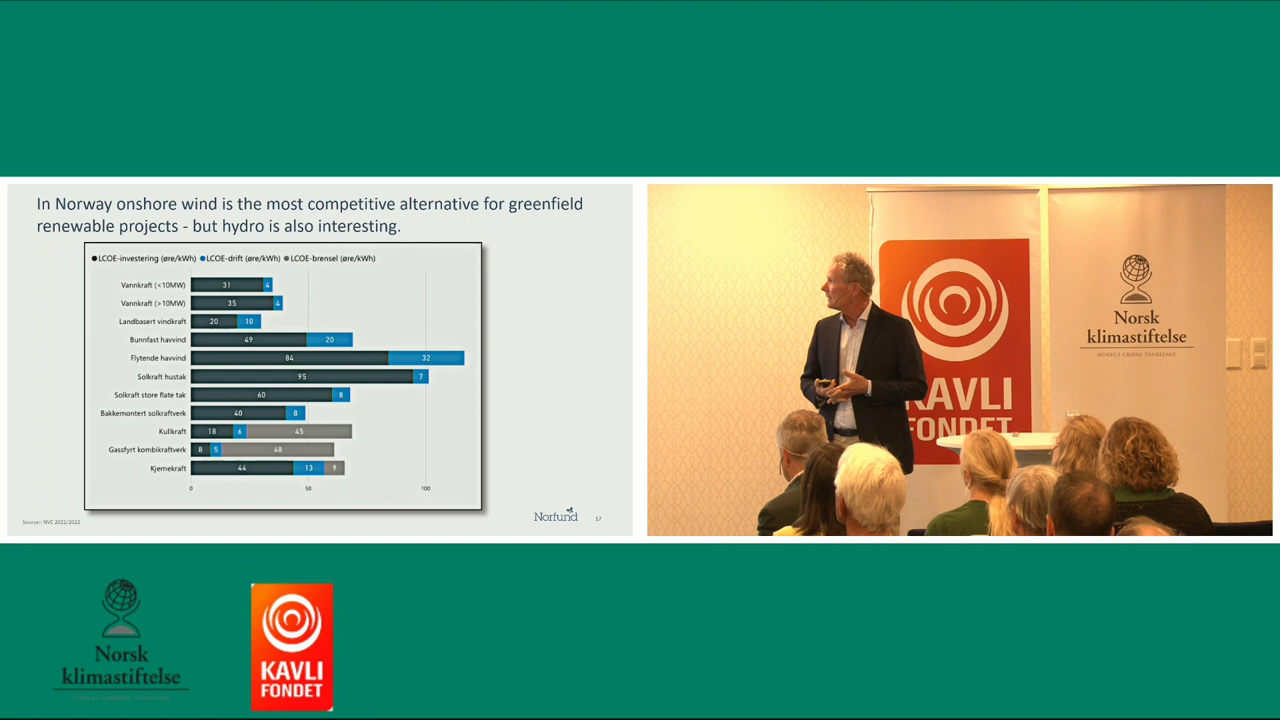 In Norway onshore wind is the most competitive alternative for greenfield
renewable projects - but hydro is also interesting.
LCOE-investering (øre/kWh) LCOE-drift (øre/kWh) LCOE-brensel (øre/kWh)
Vannkraft (<10MW) 31 4
Vannkraft (>10MW) 35 4
Landbasert vindkraft 20 10
Bunnfast havvind 49 20
Flytende havvind 84 32
Solkraft hustak 95 7
Solkraft store flate tak 60 8
Bakkemontert solkraftverk 40 8
Kullkraft 18 6 45
Gassfyrt kombikraftverk 8 5 48
Kjernekraft 44 13 9
0 50 100
Source: NVE 2021/2022
Norfund 17
KAVLI
FONDET
Norsk
klimastiftelse
NORGES GRØNE TANKESMIE
Norsk
klimastiftelse
KAVLI
FONDET